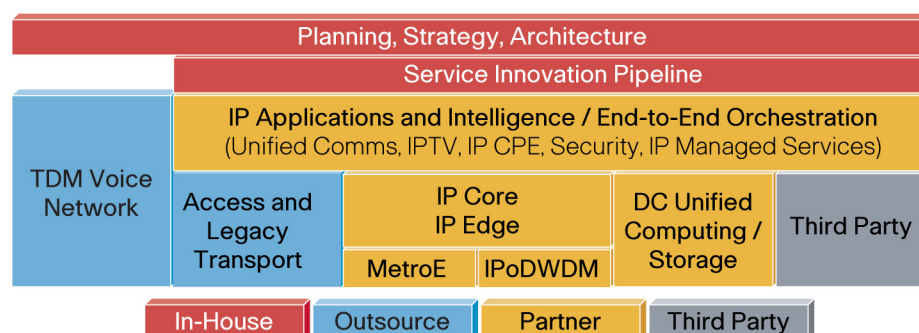 Planning, Strategy, Architecture
Service Innovation Pipeline
IP Applications and Intelligence / End-to-End Orchestration
(Unified Comms, IPTV, IP CPE, Security, IP Managed Services)
TDM Voice
Network
Access and
Legacy
Transport
IP Core
IP Edge
MetroE
IPoDWDM
DC Unified
Computing /
Storage
Third Party
In-House
Outsource
Partner
Third Party